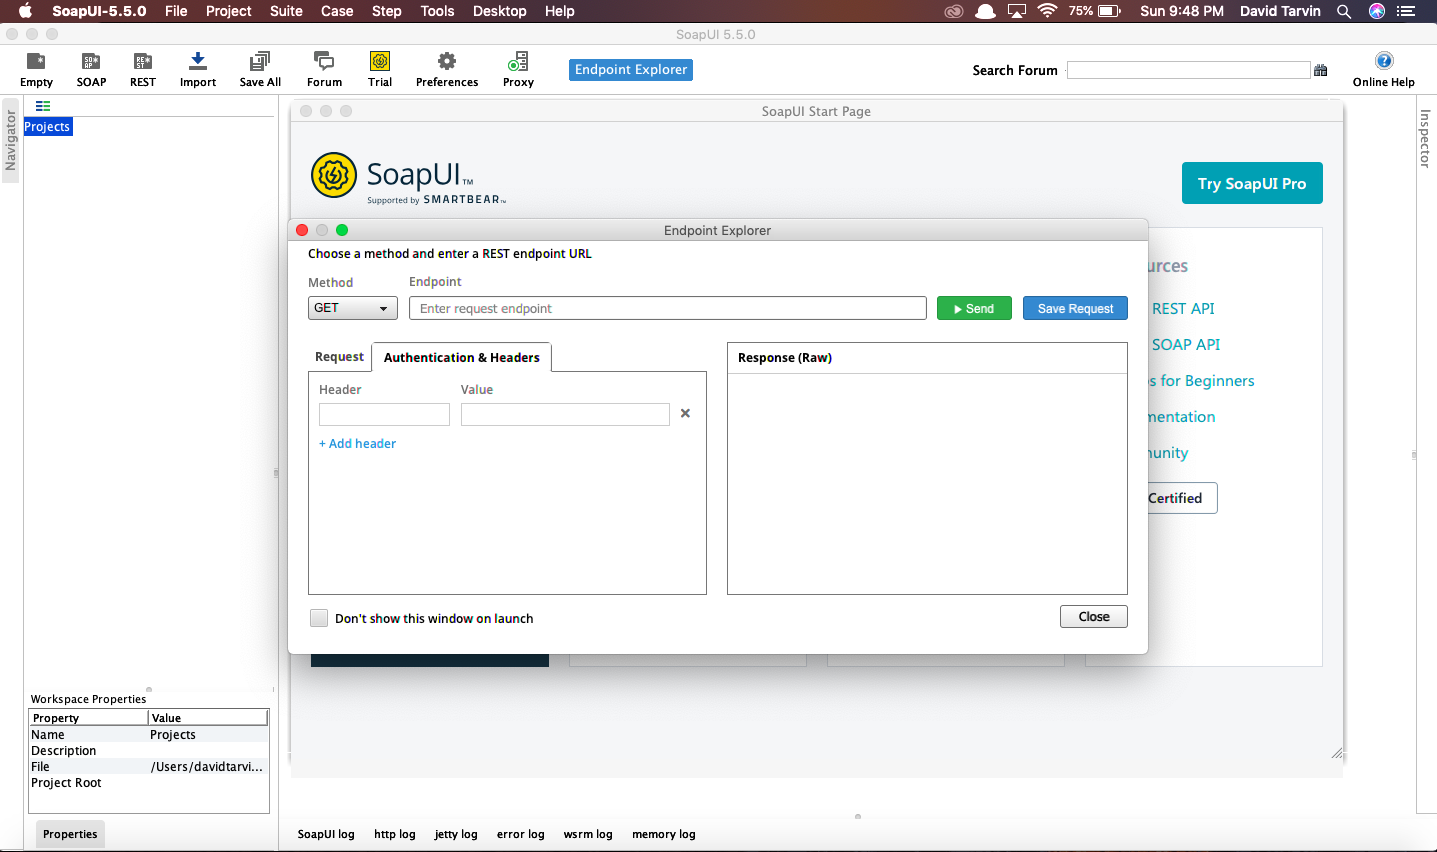 SoapUI-5.5.0 File Project Suite Case Step Tools Desktop Help 75% Sun 9:48 PM David Tarvin
SoapUI 5.5.0
Empty SOAP REST Import Save All Forum Trial Preferences Proxy Endpoint Explorer Search Forum Online Help
Navigator
Projects
Inspector
SoapUI Start Page
SoapUI™
Supported by SMARTBEAR™
Try SoapUI Pro
Endpoint Explorer
Choose a method and enter a REST endpoint URL
Method Endpoint
GET Enter request endpoint Send Save Request
Request Authentication & Headers
Response (Raw)
Header Value
+ Add header
Don't show this window on launch
Close
urces
REST API
SOAP API
s for Beginners
mentation
unity
Certified
Workspace Properties
Property Value
Name Projects
Description
File /Users/davidtarvi...
Project Root
Properties
SoapUI log http log jetty log error log wsrm log memory log